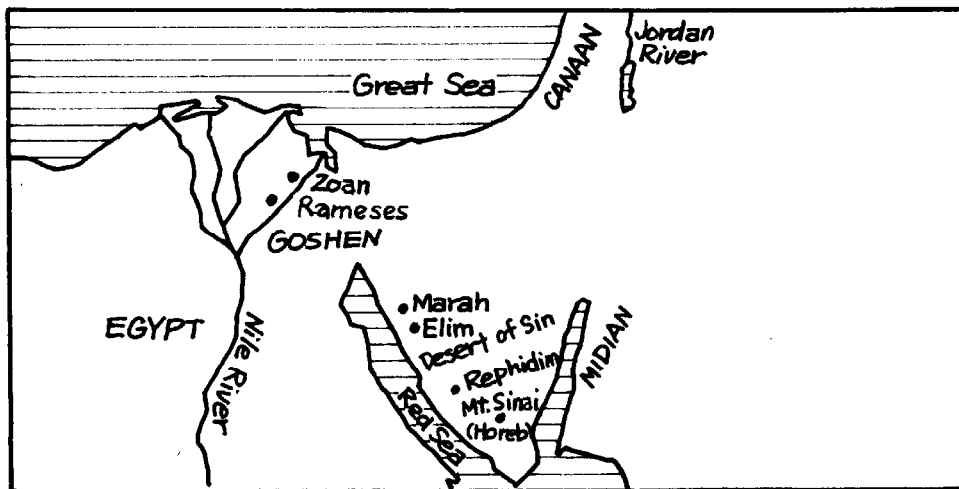 Jordan
River
CANAAN
Great Sea
Zoan
Rameses
GOSHEN
EGYPT
Nile River
Marah
Elim
Desert of Sin
Rephidim
Mt. Sinai
(Horeb)
Red Sea
MIDIAN